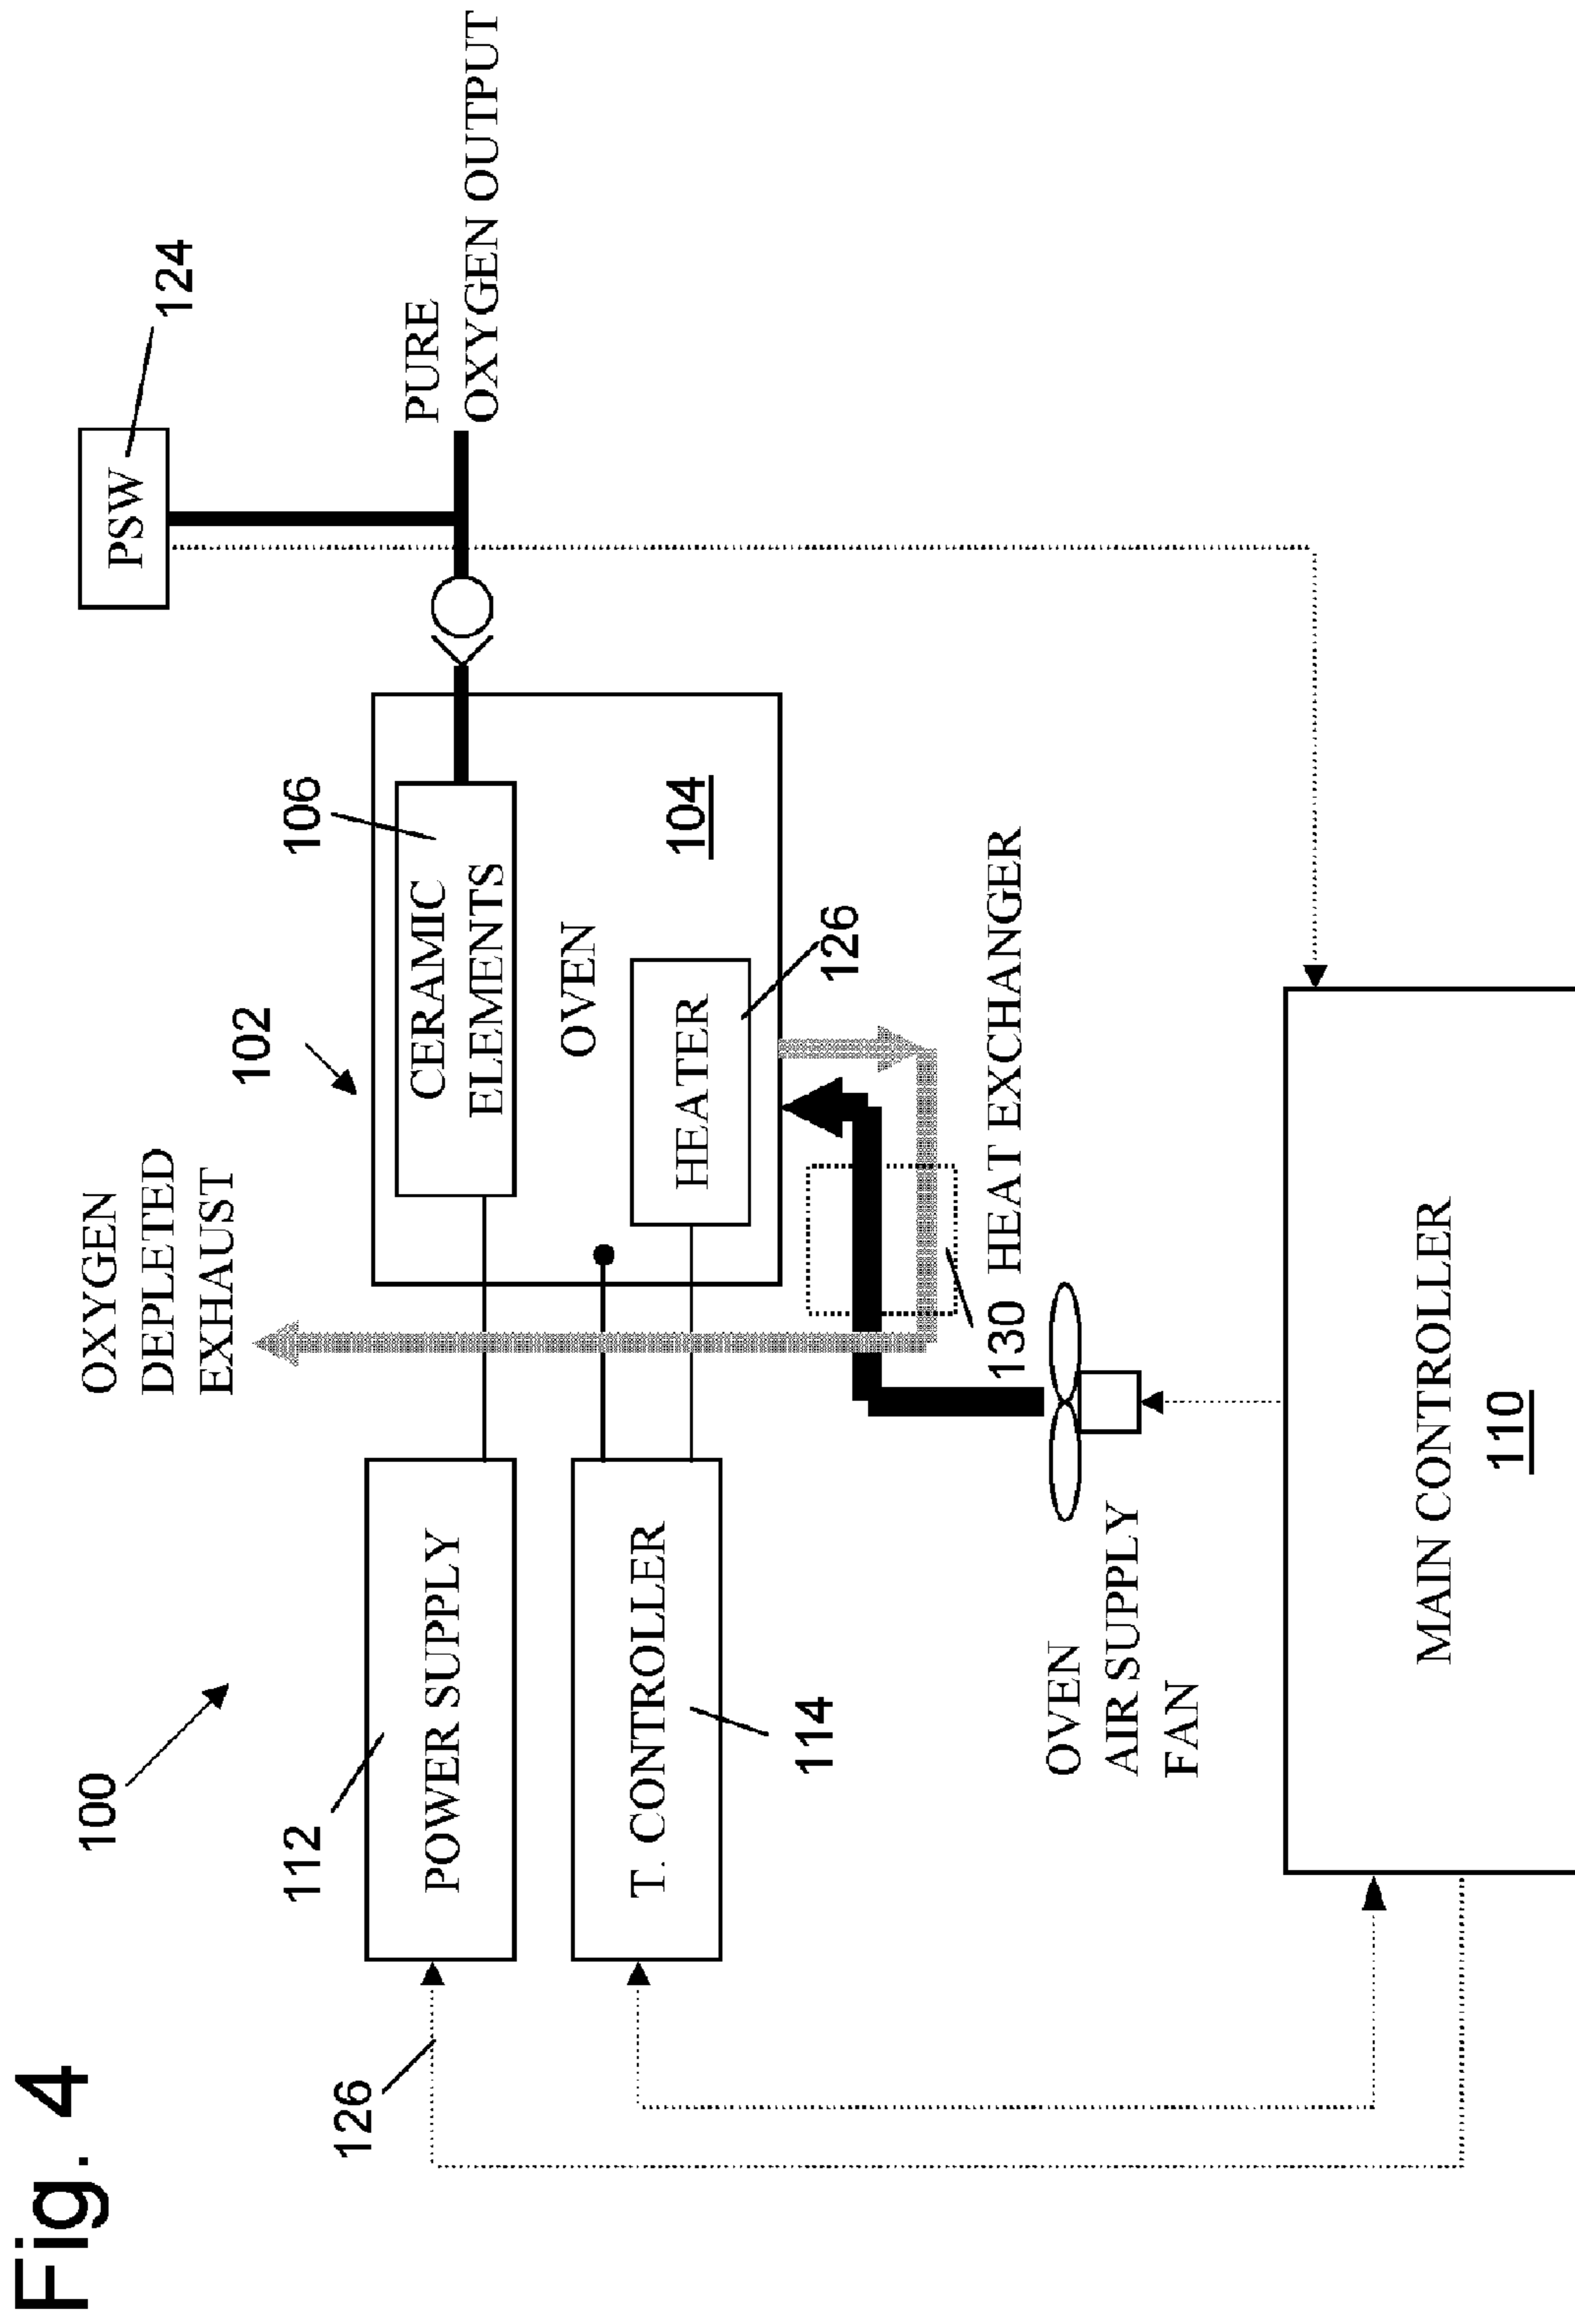 Fig. 4
100
126
112
POWER SUPPLY
T. CONTROLLER
114
OXYGEN
DEPLETED
EXHAUST
102
106
CERAMIC
ELEMENTS
OVEN
104
HEATER
126
PSW
124
PURE
OXYGEN OUTPUT
130 HEAT EXCHANGER
OVEN
AIR SUPPLY
FAN
MAIN CONTROLLER
110